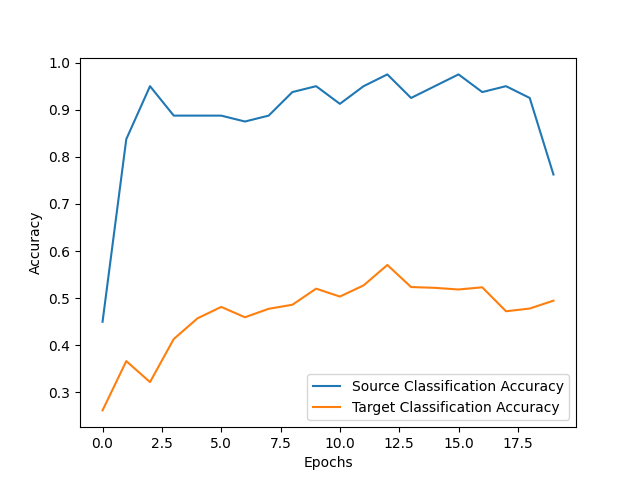 1.0
0.9
0.8
0.7
0.6
0.5
0.4
0.3
Accuracy
Source Classification Accuracy
Target Classification Accuracy
0.0 2.5 5.0 7.5 10.0 12.5 15.0 17.5
Epochs